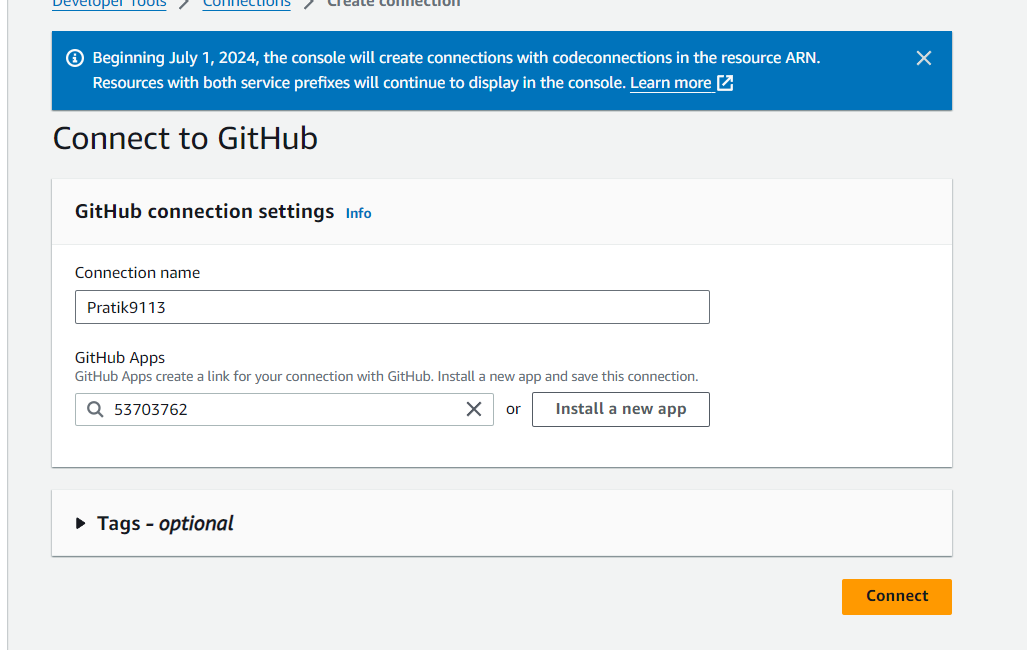 Developer Tools > Connections > Create connection
Beginning July 1, 2024, the console will create connections with codeconnections in the resource ARN.
Resources with both service prefixes will continue to display in the console. Learn more
Connect to GitHub
GitHub connection settings Info
Connection name
Pratik9113
GitHub Apps
GitHub Apps create a link for your connection with GitHub. Install a new app and save this connection.
53703762 or Install a new app
Tags - optional
Connect